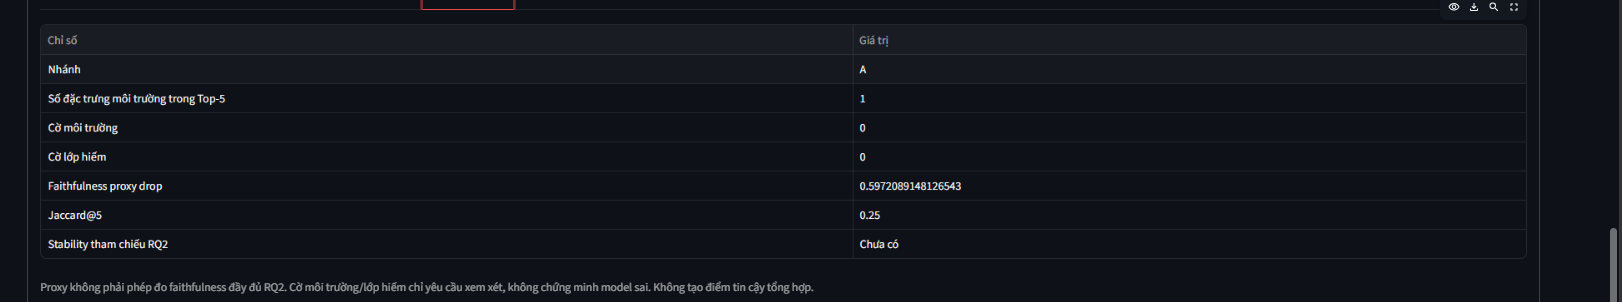 Chỉ số Giá trị
Nhánh A
Số đặc trưng môi trường trong Top-5 1
Cờ môi trường 0
Cờ lớp hiếm 0
Faithfulness proxy drop 0.5972089148126543
Jaccard@5 0.25
Stability tham chiếu RQ2 Chưa có
Proxy không phải phép đo faithfulness đầy đủ RQ2. Cờ môi trường/lớp hiếm chỉ yêu cầu xem xét, không chứng minh model sai. Không tạo điểm tin cậy tổng hợp.